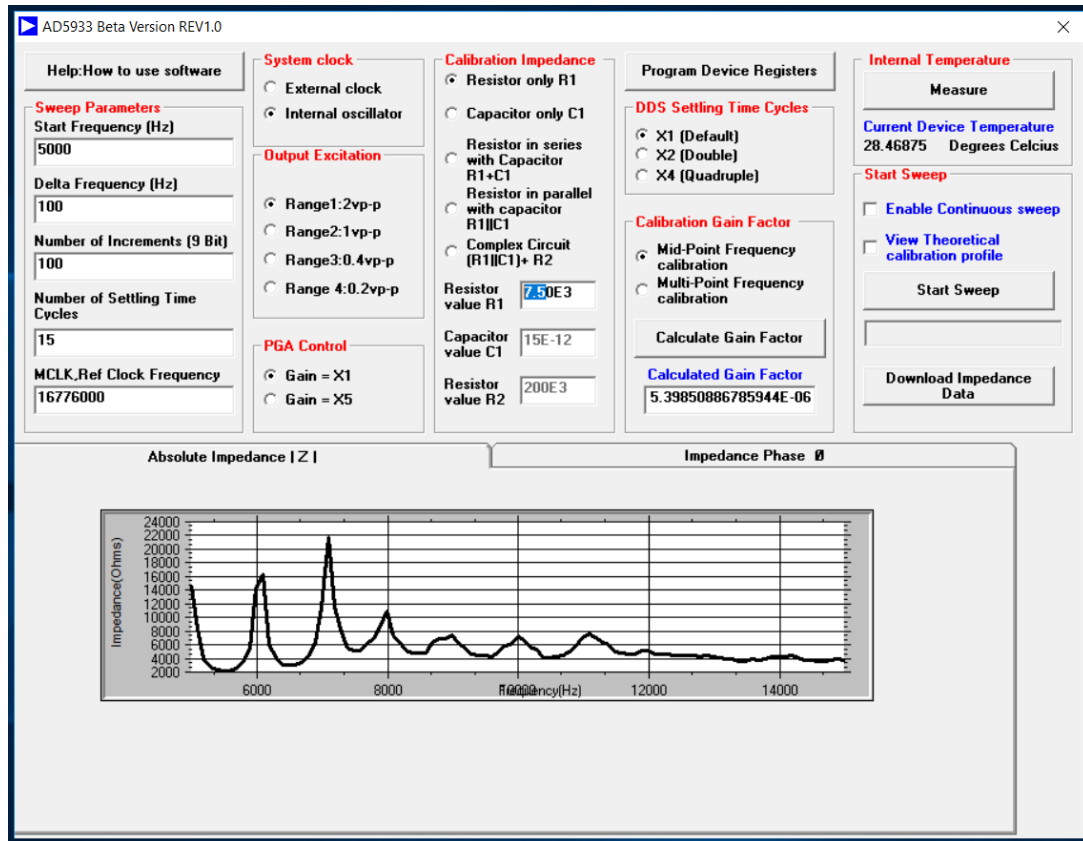 AD5933 Beta Version REV1.0
Help:How to use software
Sweep Parameters
Start Frequency (Hz)
5000
Delta Frequency (Hz)
100
Number of Increments (9 Bit)
100
Number of Settling Time
Cycles
15
MCLK,Ref Clock Frequency
16776000
System clock
External clock
Internal oscillator
Output Excitation
Range1:2vp-p
Range2:1vp-p
Range3:0.4vp-p
Range 4:0.2vp-p
PGA Control
Gain = X1
Gain = X5
Calibration Impedance
Resistor only R1
Capacitor only C1
Resistor in series
with Capacitor
R1+C1
Resistor in parallel
with capacitor
R1||C1
Complex Circuit
(R1||C1)+ R2
Resistor
value R1
7.50E3
Capacitor
value C1
15E-12
Resistor
value R2
200E3
Program Device Registers
DDS Settling Time Cycles
X1 (Default)
X2 (Double)
X4 (Quadruple)
Calibration Gain Factor
Mid-Point Frequency
calibration
Multi-Point Frequency
calibration
Calculate Gain Factor
Calculated Gain Factor
5.39850886785944E-06
Internal Temperature
Measure
Current Device Temperature
28.46875 Degrees Celcius
Start Sweep
Enable Continuous sweep
View Theoretical
calibration profile
Start Sweep
Download Impedance
Data
Absolute Impedance |Z|
Impedance Phase Ø
Impedance(Ohms)
24000
22000
20000
18000
16000
14000
12000
10000
8000
6000
4000
2000
6000 8000 10000 12000 14000
Frequency(Hz)